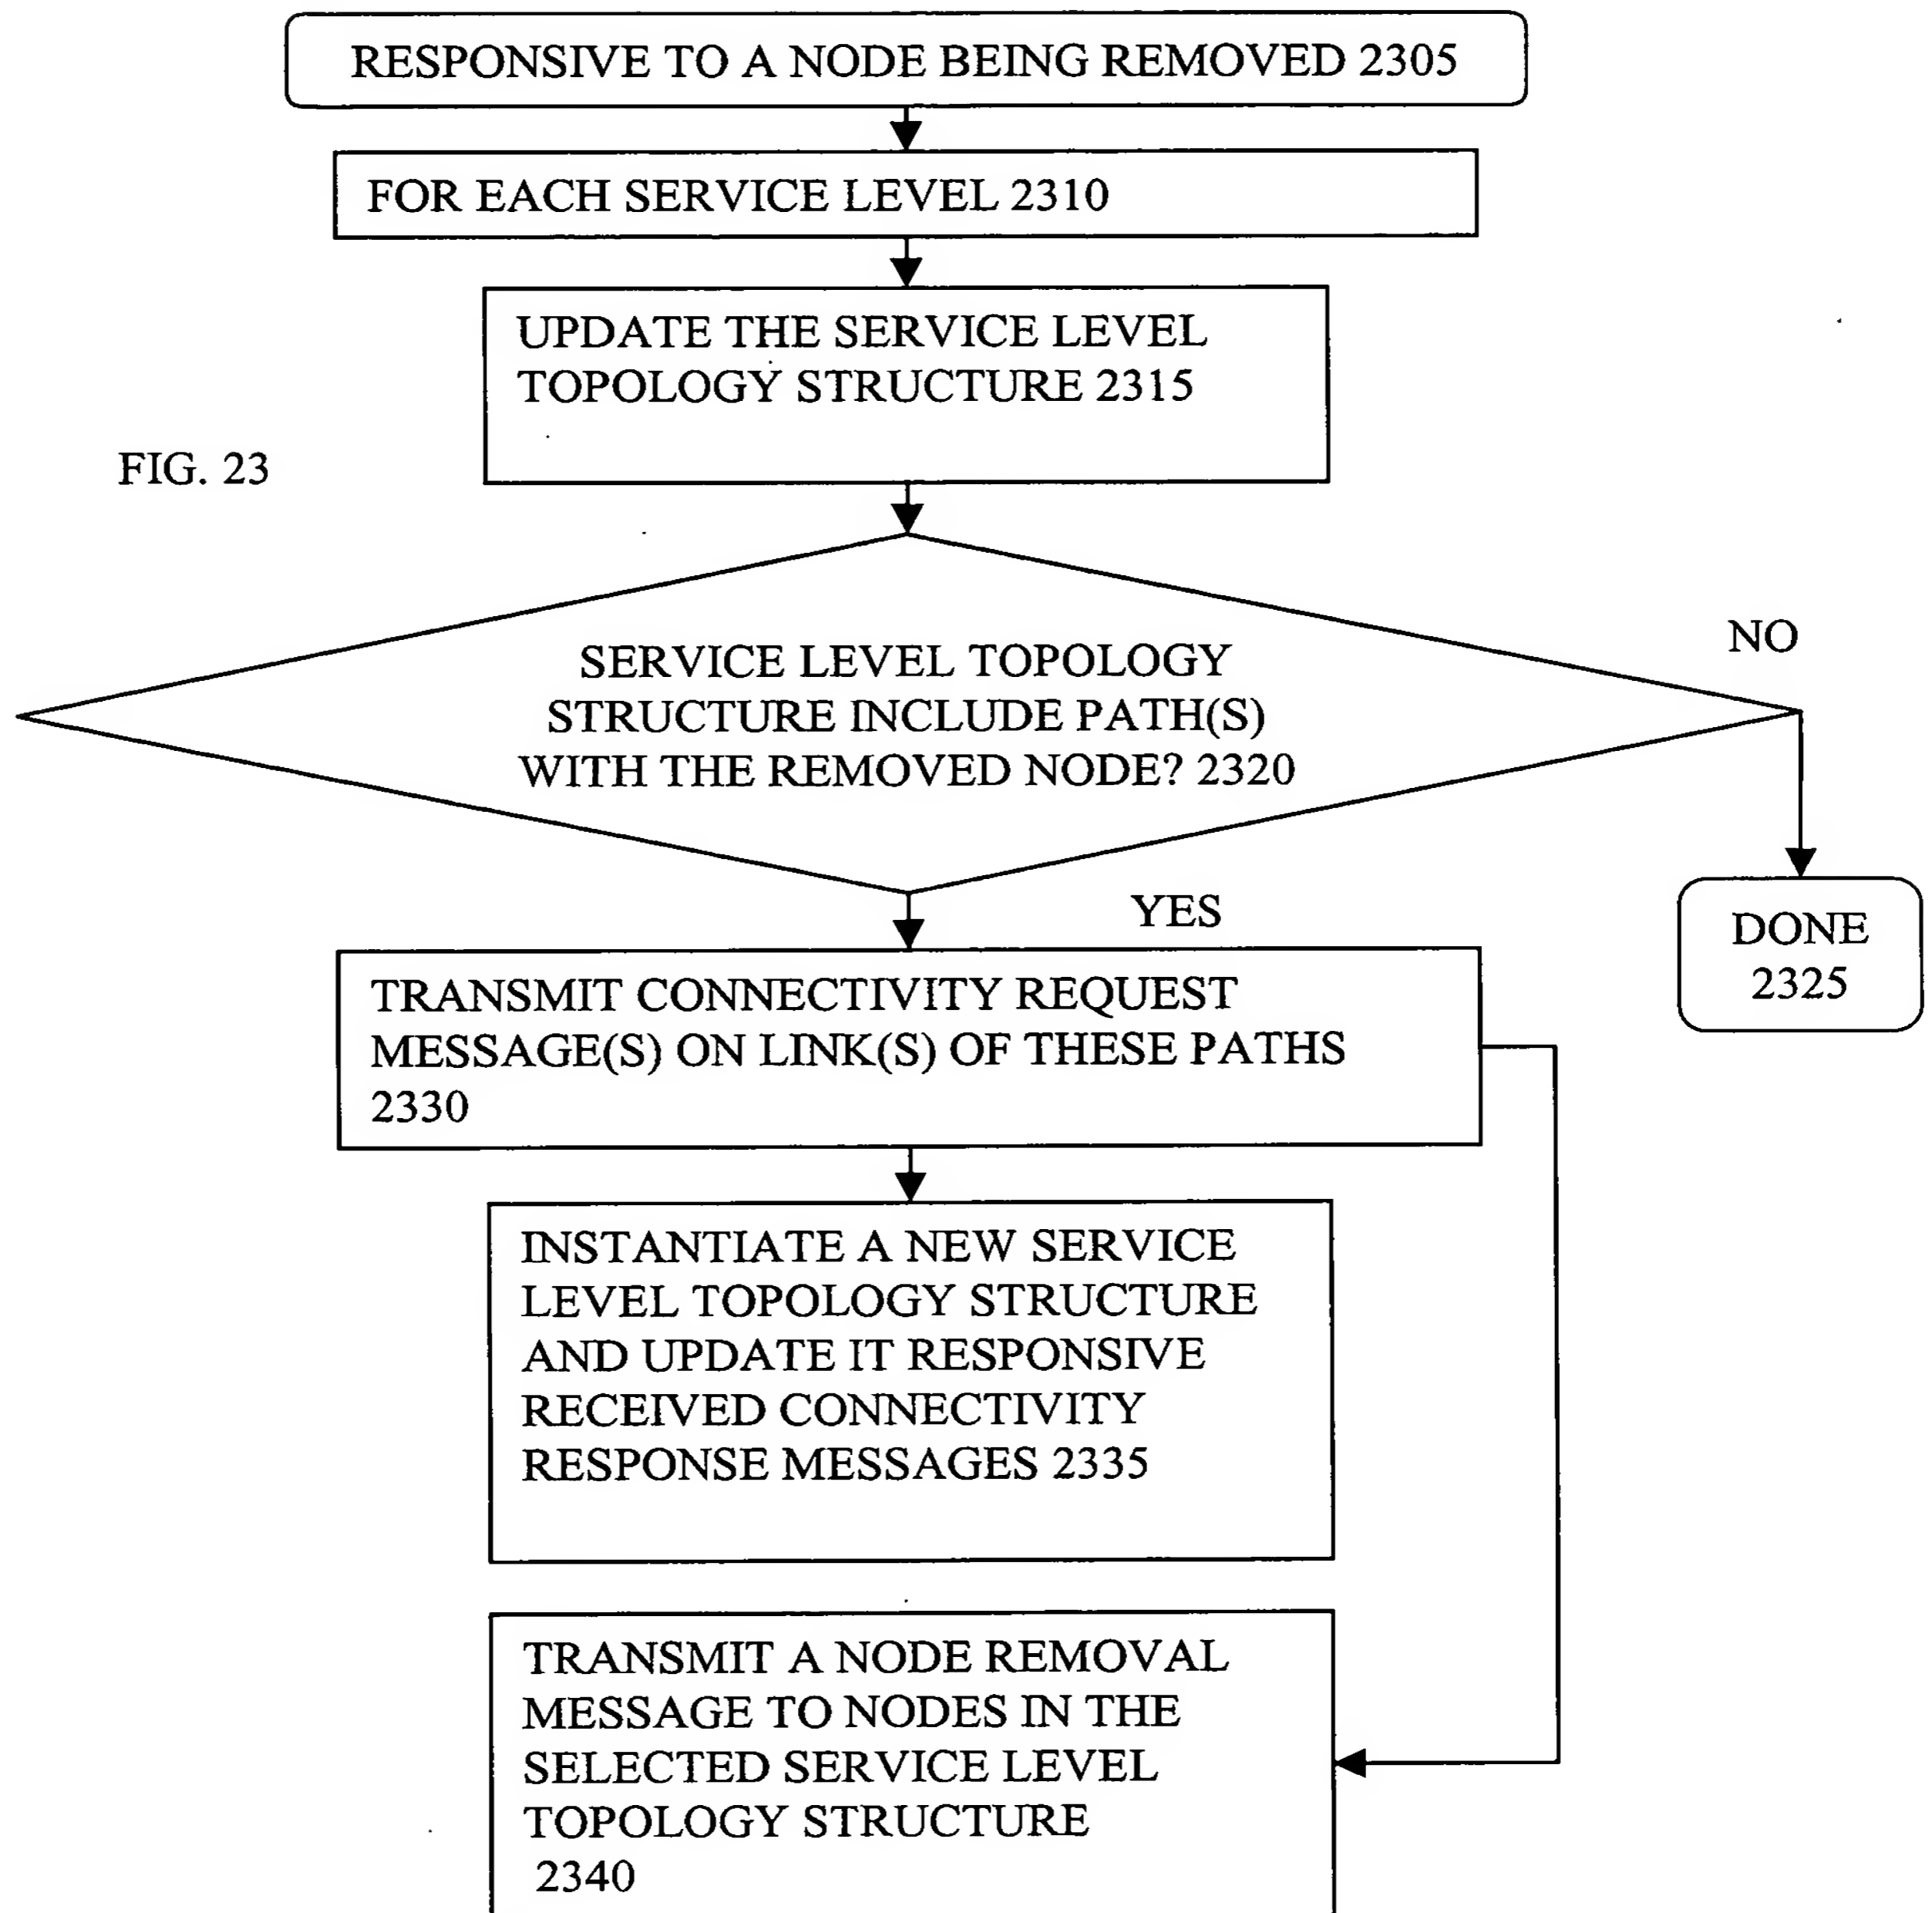 RESPONSIVE TO A NODE BEING REMOVED 2305
FOR EACH SERVICE LEVEL 2310
UPDATE THE SERVICE LEVEL
TOPOLOGY STRUCTURE 2315
FIG. 23
SERVICE LEVEL TOPOLOGY
STRUCTURE INCLUDE PATH(S)
WITH THE REMOVED NODE? 2320
NO
DONE
2325
YES
TRANSMIT CONNECTIVITY REQUEST
MESSAGE(S) ON LINK(S) OF THESE PATHS
2330
INSTANTIATE A NEW SERVICE
LEVEL TOPOLOGY STRUCTURE
AND UPDATE IT RESPONSIVE
RECEIVED CONNECTIVITY
RESPONSE MESSAGES 2335
TRANSMIT A NODE REMOVAL
MESSAGE TO NODES IN THE
SELECTED SERVICE LEVEL
TOPOLOGY STRUCTURE
2340